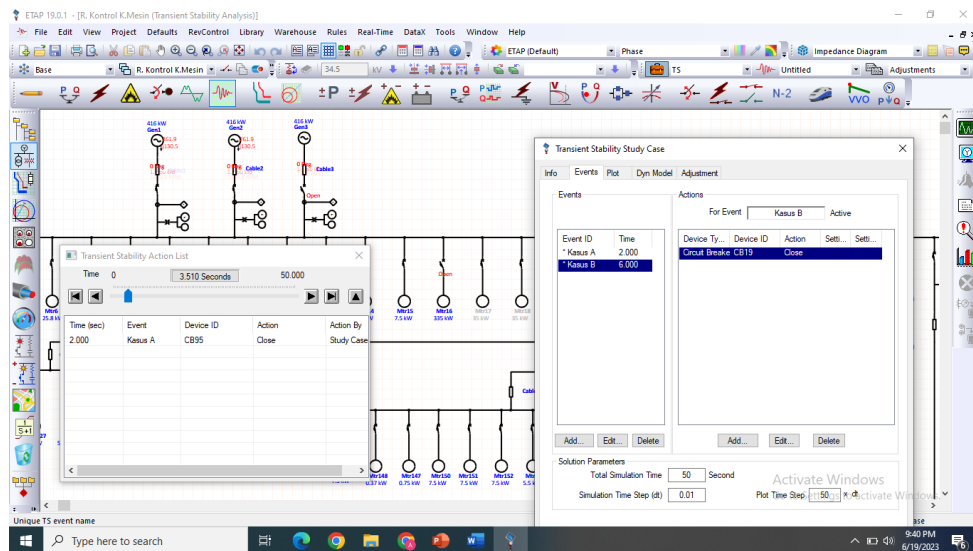 ETAP 19.0.1 - [R. Kontrol K.Mesin (Transient Stability Analysis)]
File Edit View Project Defaults RevControl Library Warehouse Rules Real-Time DataX Tools Window Help
ETAP (Default) Phase Impedance Diagram
Base R. Kontrol K.Mesin 34.5 kV TS Untitled Adjustments
N-2 VVO
416 kW 416 kW 416 kW
Gen1 Gen2 Gen3
Cable2 Cable3
Open
Open
Transient Stability Action List
Time 0 3.510 Seconds 50.000
Time (sec) Event Device ID Action Action By
2.000 Kasus A CB95 Close Study Case
Mtr6 Mtr15 Mtr16 Mtr17 Mtr18
25.8 7.5 kW 335 kW 35 kW 35 kW
Mtr148 Mtr147 Mtr150 Mtr151 Mtr152
0.37 kW 0.75 kW 7.5 kW 7.5 kW 7.5 kW
Transient Stability Study Case
Info Events Plot Dyn Model Adjustment
Events Actions
For Event Kasus B Active
Event ID Time Device Ty... Device ID Action Setti... Setti...
* Kasus A 2.000 Circuit Breake CB19 Close
* Kasus B 6.000
Add... Edit... Delete Add... Edit... Delete
Solution Parameters
Total Simulation Time 50 Second
Simulation Time Step (dt) 0.01 Plot Time Step 50 x dt
Activate Windows
Unique TS event name
Type here to search
9:40 PM
6/19/2023